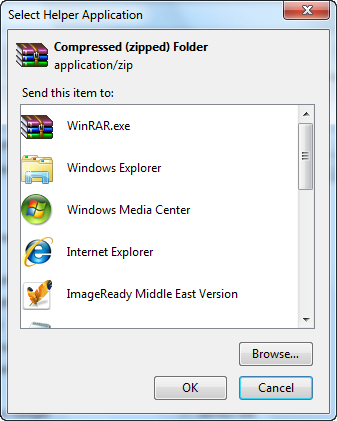 Select Helper Application
Compressed (zipped) Folder
application/zip
Send this item to:
WinRAR.exe
Windows Explorer
Windows Media Center
Internet Explorer
ImageReady Middle East Version
Browse...
OK
Cancel